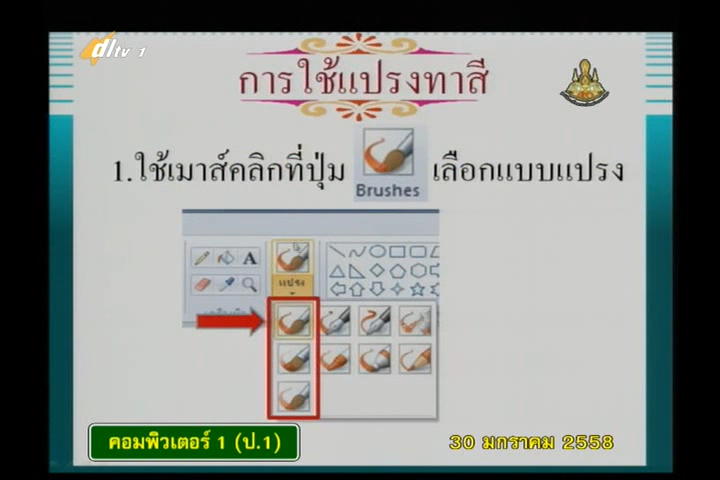 dltv 1
การใช้แปรงทาสี
1.ใช้เมาส์คลิกที่ปุ่ม Brushes เลือกแบบแปรง
A
แปรง
คอมพิวเตอร์ 1 (ป.1)
30 มกราคม 2558